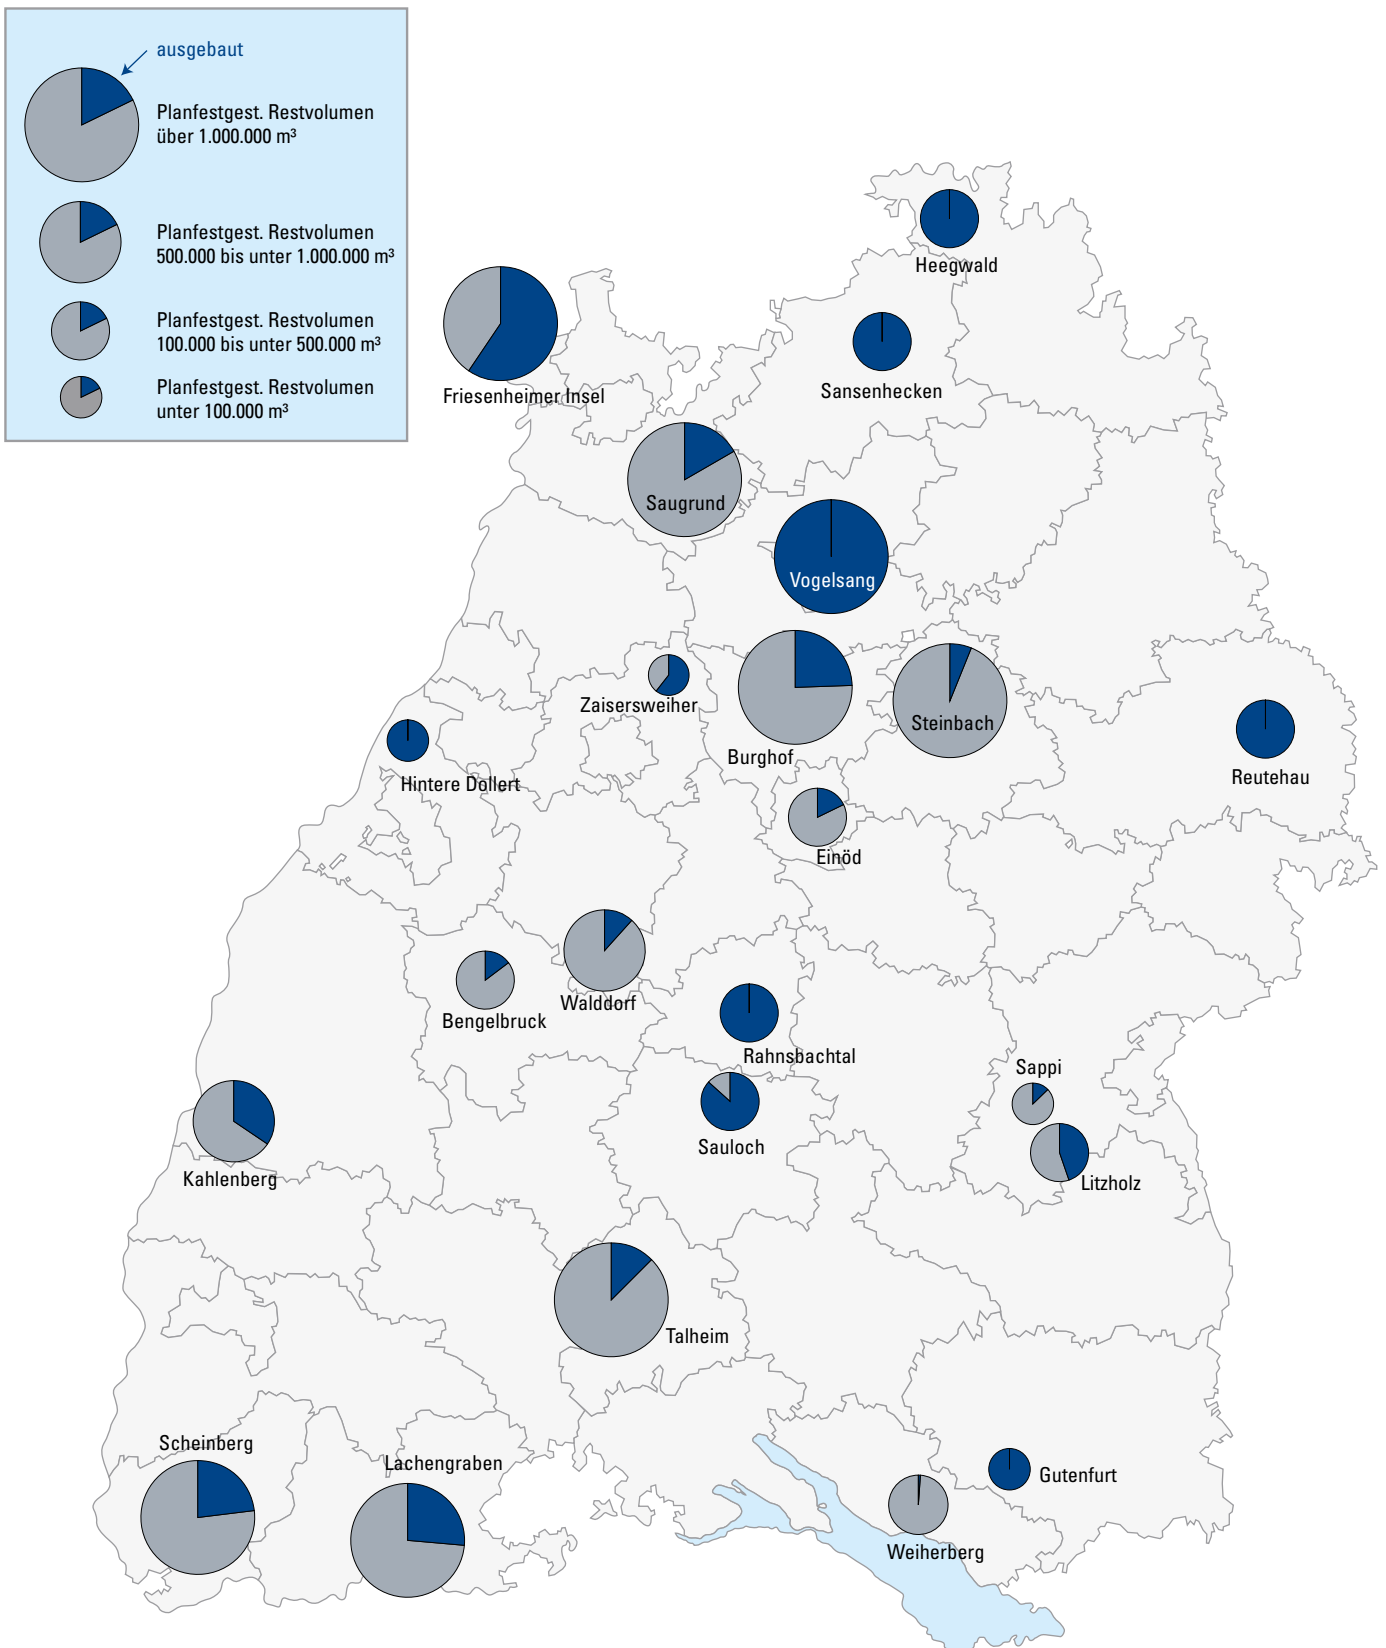 ausgebaut
Planfestgest. Restvolumen
über 1.000.000 m³
Planfestgest. Restvolumen
500.000 bis unter 1.000.000 m³
Planfestgest. Restvolumen
100.000 bis unter 500.000 m³
Planfestgest. Restvolumen
unter 100.000 m³
Heegwald
Sansenhecken
Friesenheimer Insel
Saugrund
Vogelsang
Zaisersweiher
Steinbach
Burghof
Hintere Dollert
Reutehau
Einöd
Walddorf
Bengelbruck
Rahnsbachtal
Sappi
Sauloch
Kahlenberg
Litzholz
Talheim
Scheinberg
Lachengraben
Gutenfurt
Weiherberg